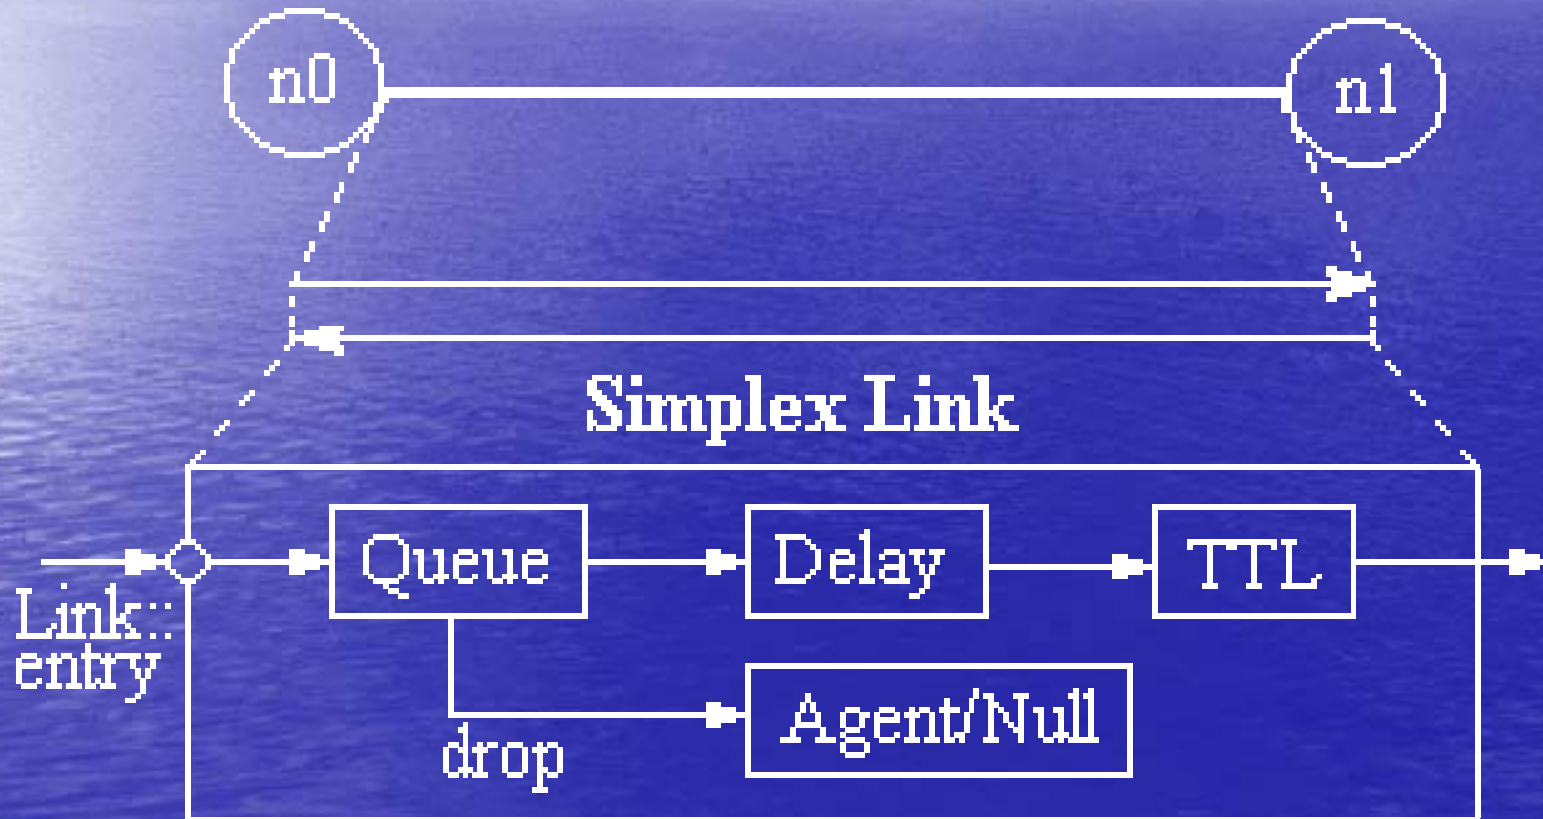 n0
n1
Simplex Link
Queue
Delay
TTL
Link::
entry
Agent/Null
drop